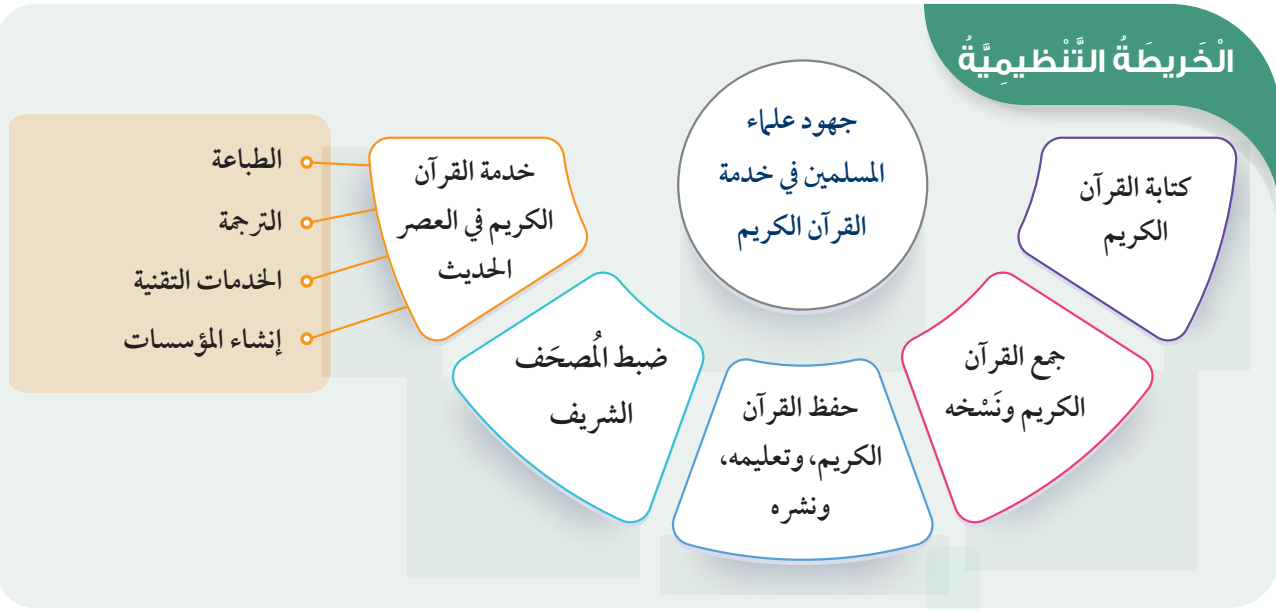 الْخَريطَةُ التَّنْظيمِيَّةُ
جهود علماء
المسلمين في خدمة
القرآن الكريم
كتابة القرآن
الكريم
جمع القرآن
الكريم ونَسْخه
حفظ القرآن
الكريم، وتعليمه،
ونشره
ضبط المُصحَف
الشريف
خدمة القرآن
الكريم في العصر
الحديث
الطباعة
الترجمة
الخدمات التقنية
إنشاء المؤسسات